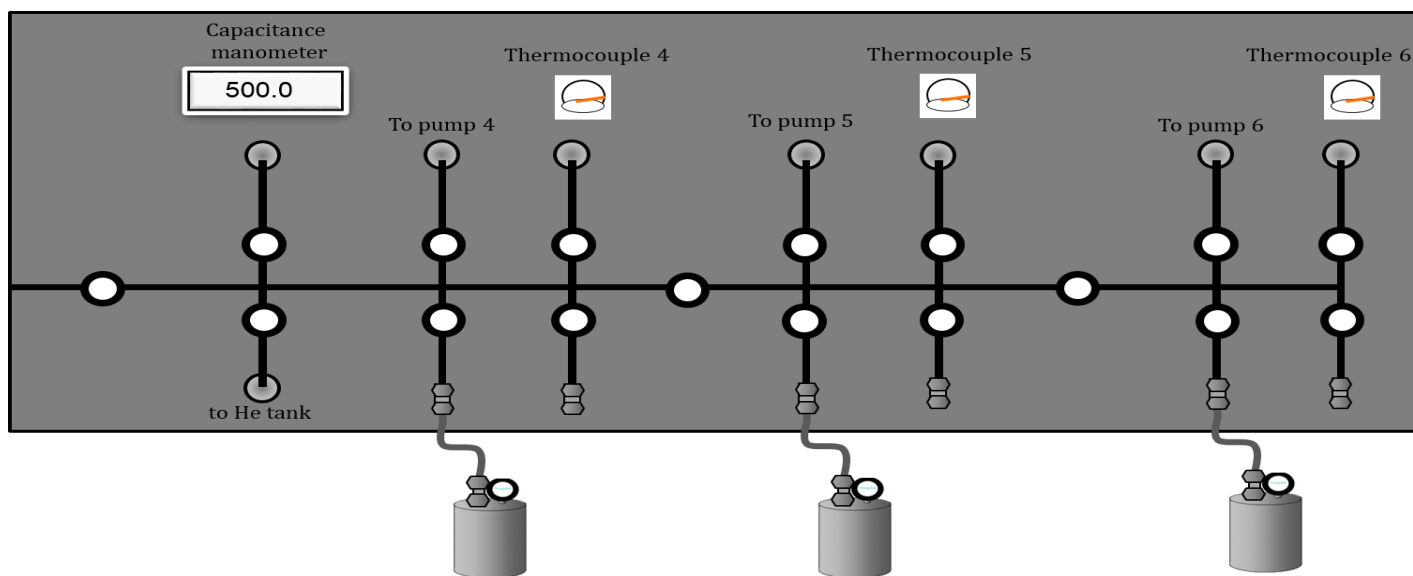 Capacitance
manometer
500.0
Thermocouple 4
Thermocouple 5
Thermocouple 6
To pump 4
To pump 5
To pump 6
to He tank